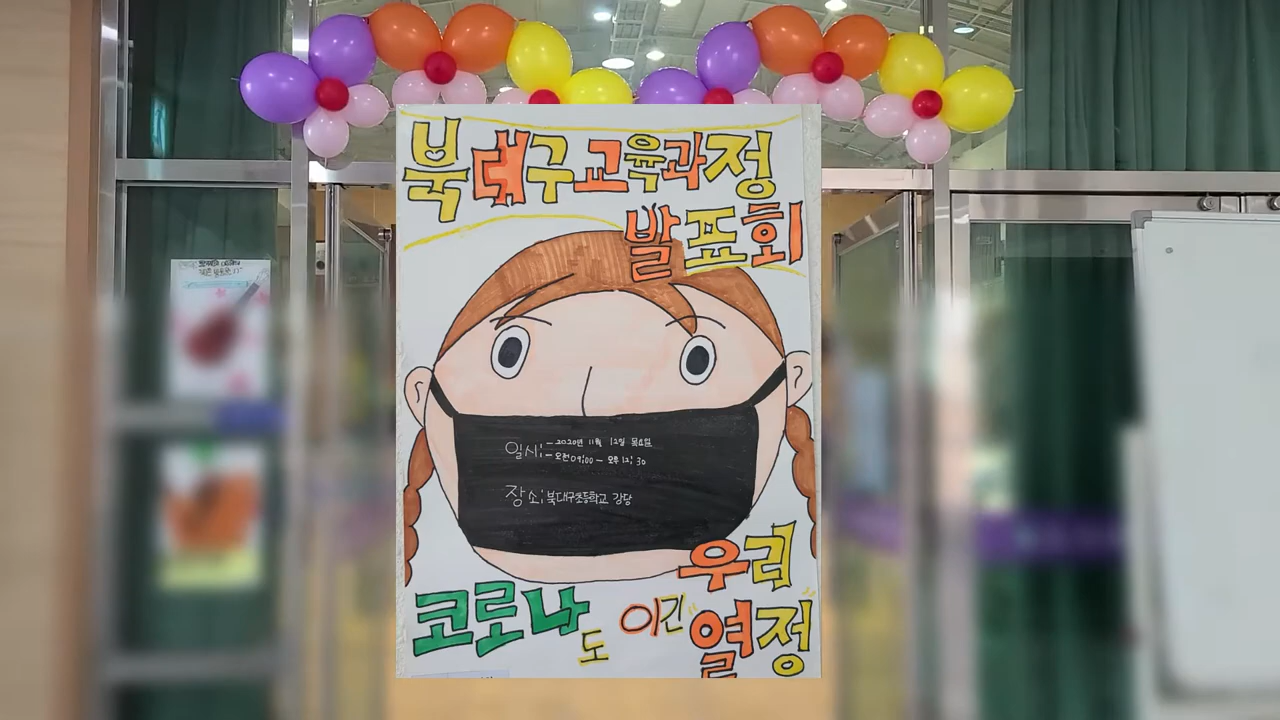 북대구교육과정
발표회
일시:- 2020년 11월 12일 목요일
- 오전 09:00 - 오후 12:30
장소: 북대구초등학교 강당
코로나도 이긴 우리
"열정"